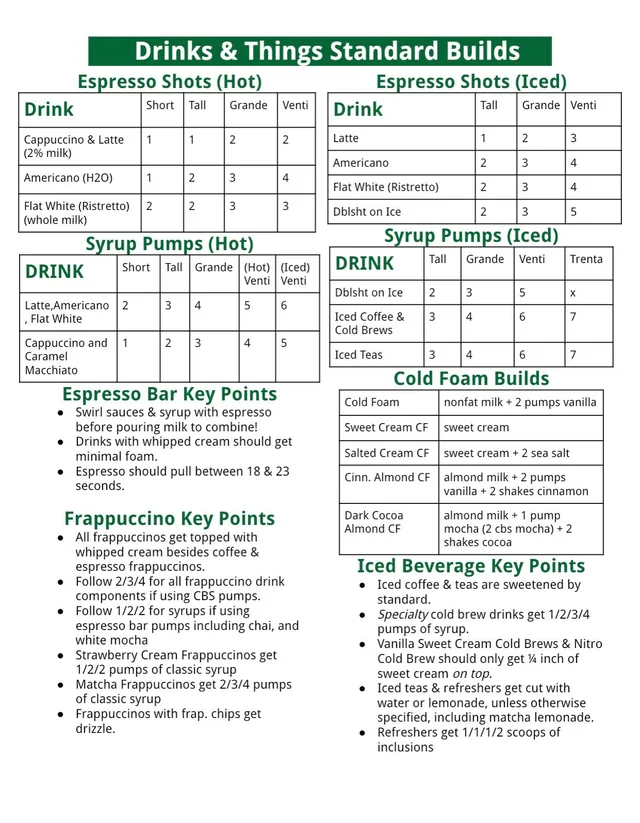 Drinks & Things Standard Builds
Espresso Shots (Hot)
Drink Short Tall Grande Venti
Cappuccino & Latte 1 1 2 2
(2% milk)
Americano (H2O) 1 2 3 4
Flat White (Ristretto) 2 2 3 3
(whole milk)
Syrup Pumps (Hot)
DRINK Short Tall Grande (Hot) (Iced)
Venti Venti
Latte,Americano 2 3 4 5 6
, Flat White
Cappuccino and 1 2 3 4 5
Caramel
Macchiato
Espresso Bar Key Points
● Swirl sauces & syrup with espresso
before pouring milk to combine!
● Drinks with whipped cream should get
minimal foam.
● Espresso should pull between 18 & 23
seconds.
Frappuccino Key Points
● All frappuccinos get topped with
whipped cream besides coffee &
espresso frappuccinos.
● Follow 2/3/4 for all frappuccino drink
components if using CBS pumps.
● Follow 1/2/2 for syrups if using
espresso bar pumps including chai, and
white mocha
● Strawberry Cream Frappuccinos get
1/2/2 pumps of classic syrup
● Matcha Frappuccinos get 2/3/4 pumps
of classic syrup
● Frappuccinos with frap. chips get
drizzle.
Espresso Shots (Iced)
Drink Tall Grande Venti
Latte 1 2 3
Americano 2 3 4
Flat White (Ristretto) 2 3 4
Dblsht on Ice 2 3 5
Syrup Pumps (Iced)
DRINK Tall Grande Venti Trenta
Dblsht on Ice 2 3 5 x
Iced Coffee & 3 4 6 7
Cold Brews
Iced Teas 3 4 6 7
Cold Foam Builds
Cold Foam nonfat milk + 2 pumps vanilla
Sweet Cream CF sweet cream
Salted Cream CF sweet cream + 2 sea salt
Cinn. Almond CF almond milk + 2 pumps
vanilla + 2 shakes cinnamon
Dark Cocoa almond milk + 1 pump
Almond CF mocha (2 cbs mocha) + 2
shakes cocoa
Iced Beverage Key Points
● Iced coffee & teas are sweetened by
standard.
● Specialty cold brew drinks get 1/2/3/4
pumps of syrup.
● Vanilla Sweet Cream Cold Brews & Nitro
Cold Brew should only get ¼ inch of
sweet cream on top.
● Iced teas & refreshers get cut with
water or lemonade, unless otherwise
specified, including matcha lemonade.
● Refreshers get 1/1/1/2 scoops of
inclusions